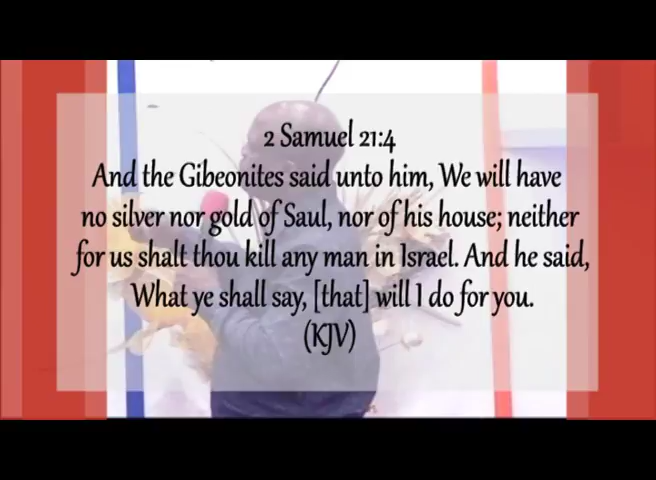 2 Samuel 21:4
And the Gibeonites said unto him, We will have
no silver nor gold of Saul, nor of his house; neither
for us shalt thou kill any man in Israel. And he said,
What ye shall say, [that] will I do for you.
(KJV)